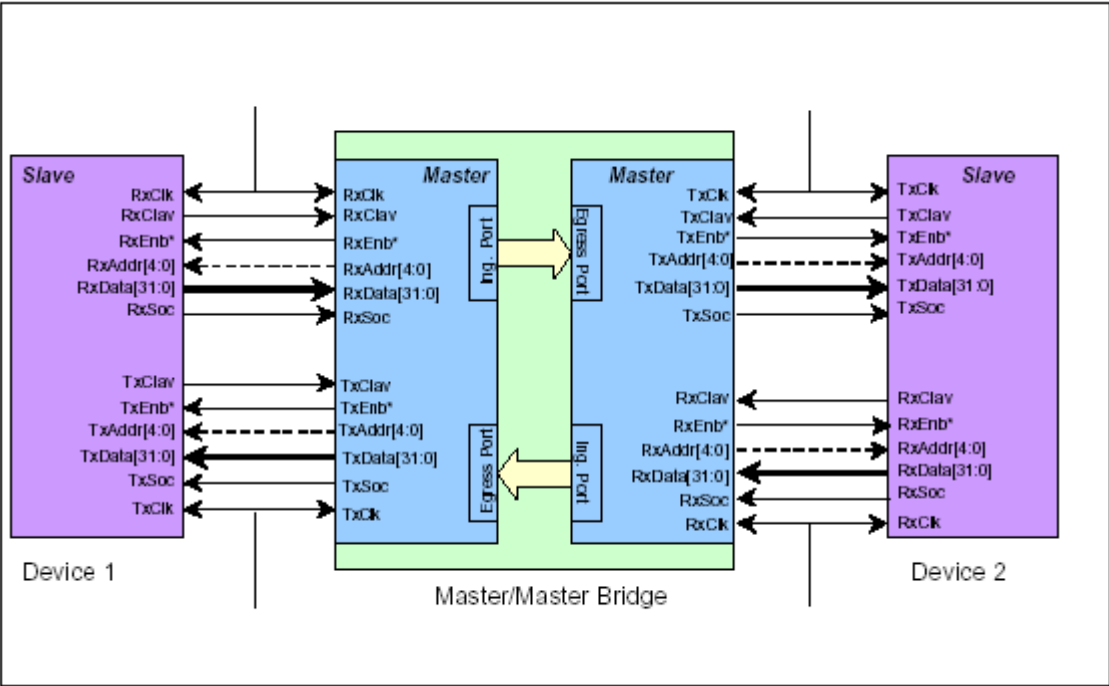 Slave
RxClk
RxClav
RxEnb*
RxAddr[4:0]
RxData[31:0]
RxSoc
TxClav
TxEnb*
TxAddr[4:0]
TxData[31:0]
TxSoc
TxClk
Device 1
Master
RxClk
RxClav
RxEnb*
RxAddr[4:0]
RxData[31:0]
RxSoc
Ing. Port
TxClav
TxEnb*
TxAddr[4:0]
TxData[31:0]
TxSoc
TxClk
Egress Port
Master
TxClk
TxClav
TxEnb*
TxAddr[4:0]
TxData[31:0]
TxSoc
Egress Port
RxClav
RxEnb*
RxAddr[4:0]
RxData[31:0]
RxSoc
RxClk
Ing. Port
Master/Master Bridge
Slave
TxClk
TxClav
TxEnb*
TxAddr[4:0]
TxData[31:0]
TxSoc
RxClav
RxEnb*
RxAddr[4:0]
RxData[31:0]
RxSoc
RxClk
Device 2